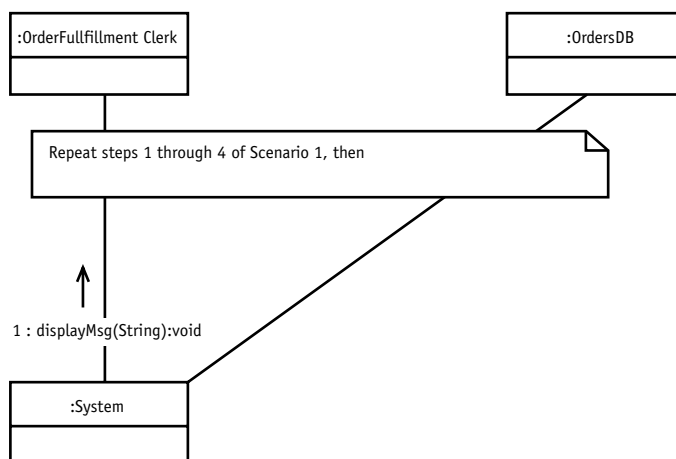 :OrderFullfillment Clerk
:OrdersDB
Repeat steps 1 through 4 of Scenario 1, then
1 : displayMsg(String):void
:System